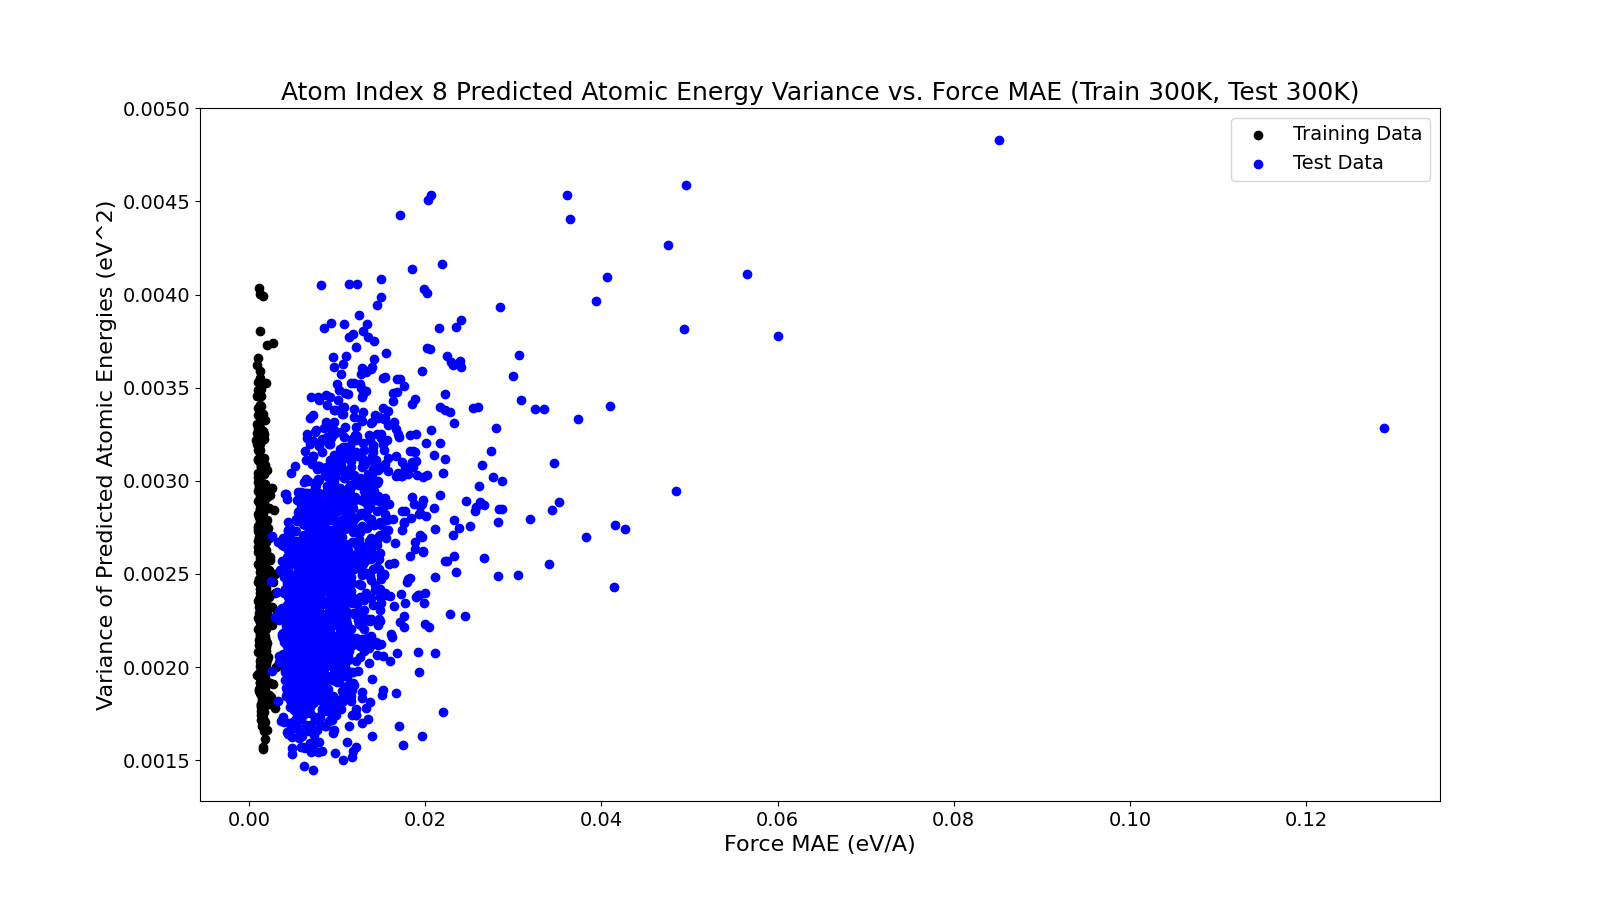 Atom Index 8 Predicted Atomic Energy Variance vs. Force MAE (Train 300K, Test 300K)
Training Data
Test Data
Variance of Predicted Atomic Energies (eV^2)
0.0050
0.0045
0.0040
0.0035
0.0030
0.0025
0.0020
0.0015
0.00 0.02 0.04 0.06 0.08 0.10 0.12
Force MAE (eV/A)